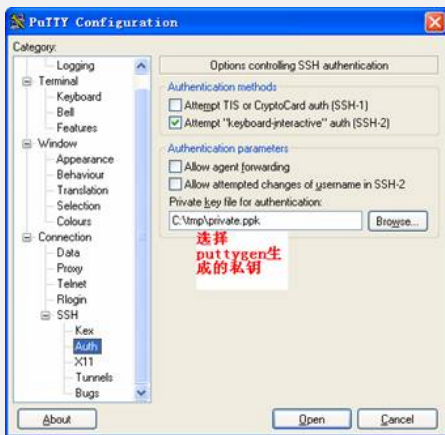 PuTTY Configuration
Category:
Logging
Terminal
Keyboard
Bell
Features
Window
Appearance
Behaviour
Translation
Selection
Colours
Connection
Data
Proxy
Telnet
Rlogin
SSH
Kex
Auth
X11
Tunnels
Bugs
Options controlling SSH authentication
Authentication methods
Attempt TIS or CryptoCard auth (SSH-1)
Attempt "keyboard-interactive" auth (SSH-2)
Authentication parameters
Allow agent forwarding
Allow attempted changes of username in SSH-2
Private key file for authentication:
C:\tmp\private.ppk
Browse...
选择
puttygen生
成的私钥
About
Open
Cancel